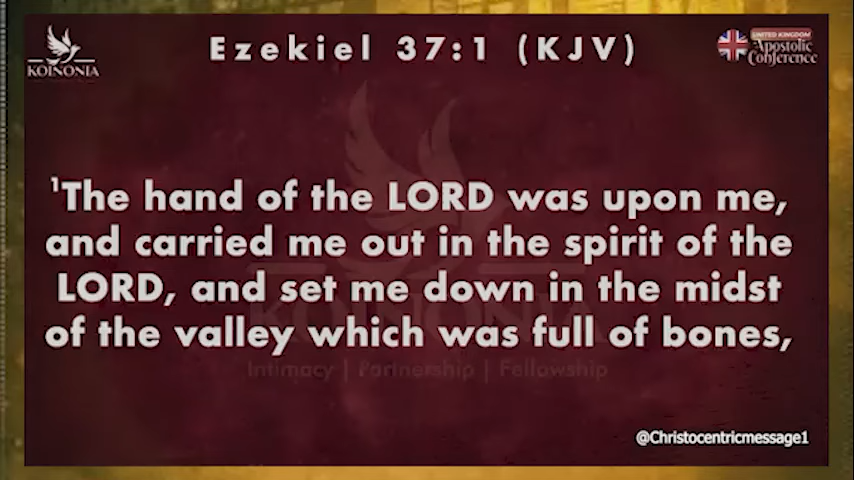 KOINONIA
Ezekiel 37:1 (KJV)
UNITED KINGDOM
Apostolic
Conference
¹The hand of the LORD was upon me,
and carried me out in the spirit of the
LORD, and set me down in the midst
of the valley which was full of bones,
KOINONIA
Intimacy | Partnership | Fellowship
@Christocentricmessage1